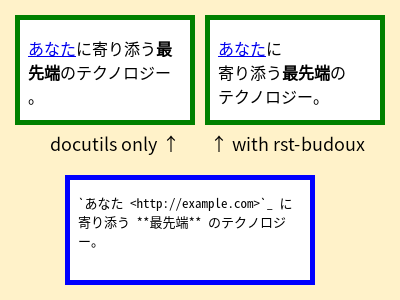 あなたに寄り添う最
先端のテクノロジー
。
あなたに
寄り添う最先端の
テクノロジー。
docutils only ↑
↑ with rst-budoux
`あなた <http://example.com>`_ に
寄り添う **最先端** のテクノロジ
ー。